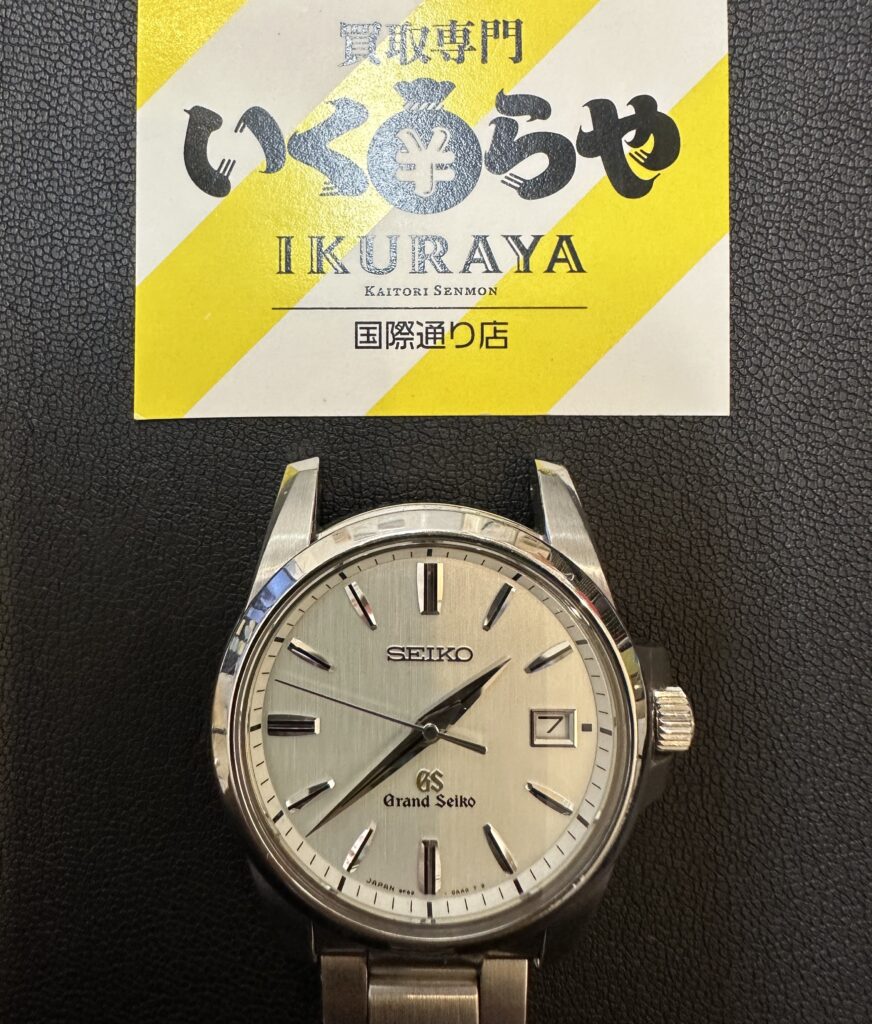 買取専門
いくらや
IKURAYA
KAITORI SENMON
国際通り店
SEIKO
7
GS
Grand Seiko
JAPAN